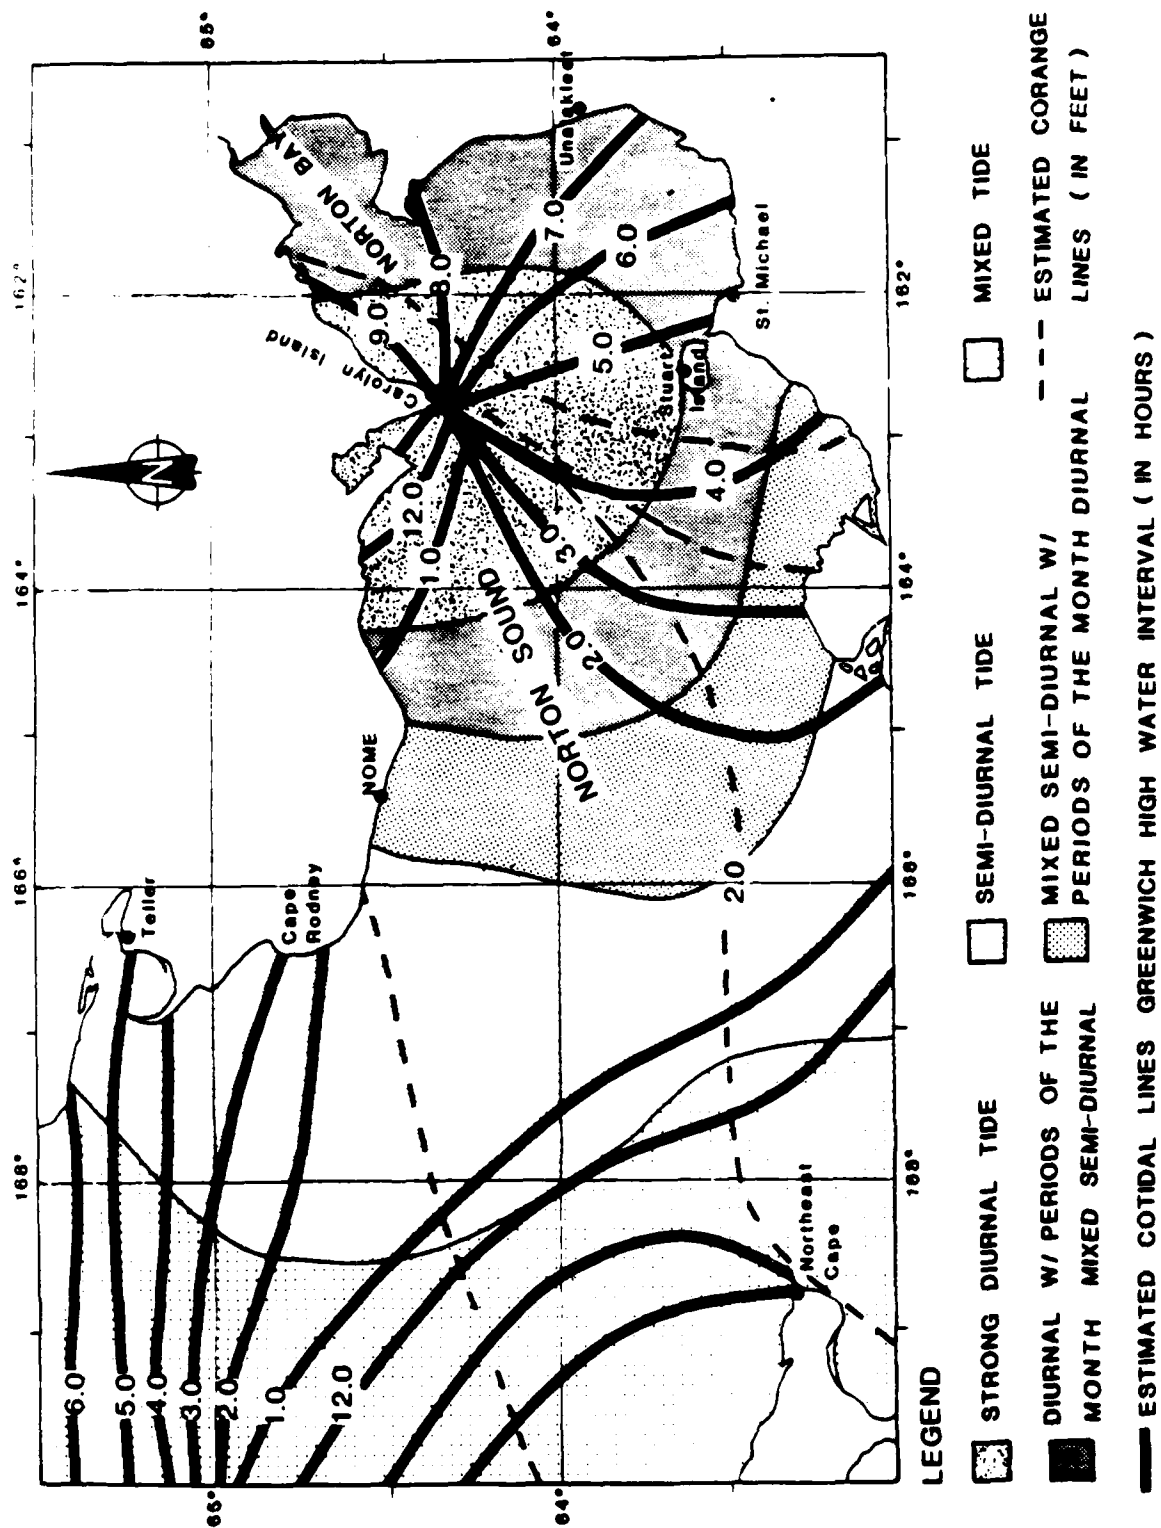 168°
166°
164°
162°
65°
65°
64°
64°
168°
168°
162°
N
6.0
5.0
4.0
3.0
2.0
1.0
12.0
Teller
Cape
Rodney
NOME
NORTON SOUND
NORTON BAY
Carolyn Island
Unalakleet
Stuart
Island
St. Michael
Northeast
Cape
12.0
1.0
2.0
3.0
4.0
5.0
6.0
7.0
8.0
9.0
2.0
LEGEND
STRONG DIURNAL TIDE
SEMI-DIURNAL TIDE
MIXED TIDE
DIURNAL W/ PERIODS OF THE
MONTH MIXED SEMI-DIURNAL
MIXED SEMI-DIURNAL W/
PERIODS OF THE MONTH DIURNAL
ESTIMATED CORANGE
LINES (IN FEET)
ESTIMATED COTIDAL LINES GREENWICH HIGH WATER INTERVAL (IN HOURS)